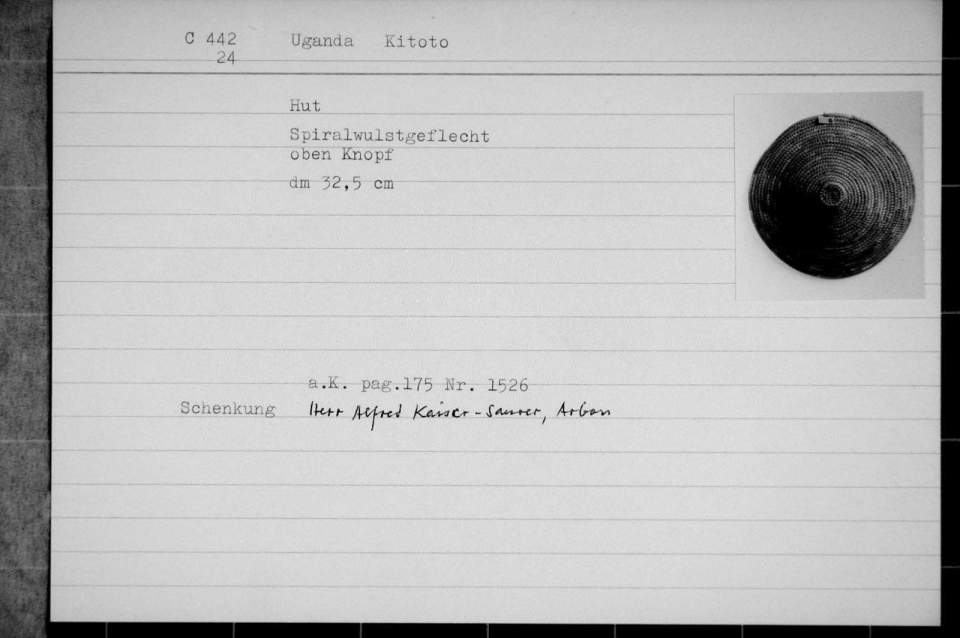 C 442 Uganda Kitoto
24
Hut
Spiralwulstgeflecht
oben Knopf
dm 32,5 cm
a.K. pag.175 Nr. 1526
Schenkung Herr Alfred Kaiser-Saurer, Arbon